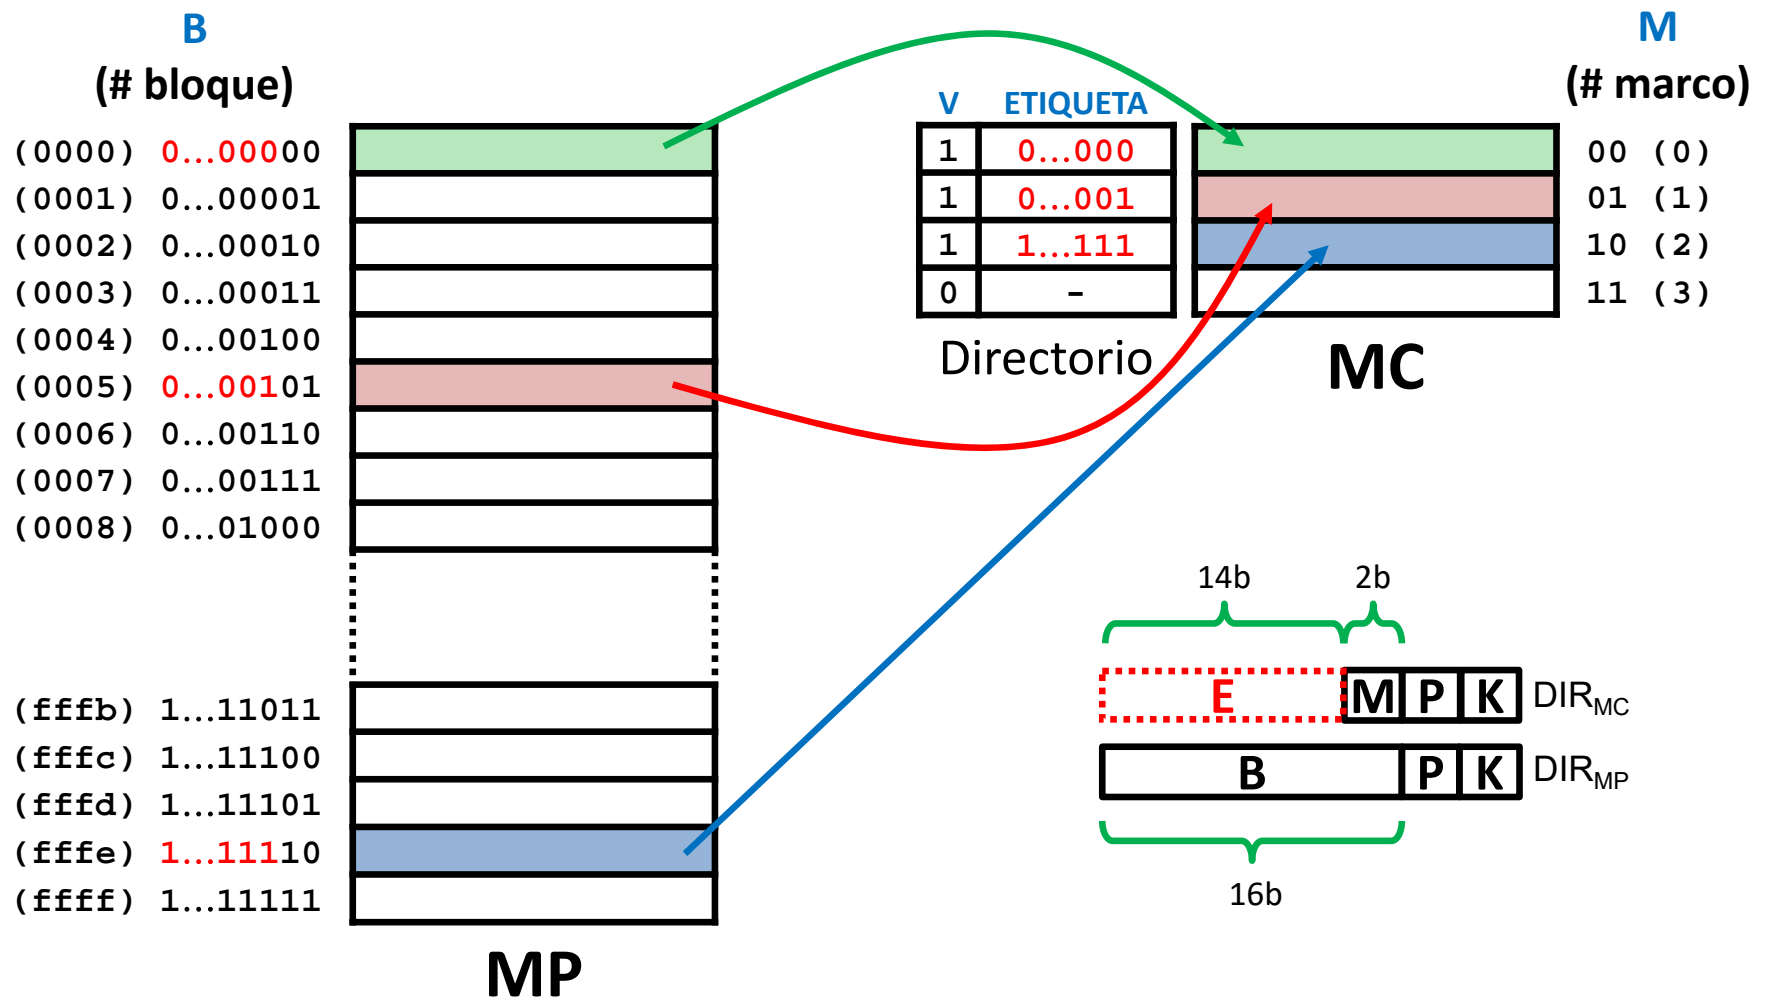 B
(# bloque)
(0000) 0...00000
(0001) 0...00001
(0002) 0...00010
(0003) 0...00011
(0004) 0...00100
(0005) 0...00101
(0006) 0...00110
(0007) 0...00111
(0008) 0...01000
(fffb) 1...11011
(fffc) 1...11100
(fffd) 1...11101
(fffe) 1...11110
(ffff) 1...11111
MP
V ETIQUETA
1 0...000
1 0...001
1 1...111
0 -
Directorio
M
(# marco)
00 (0)
01 (1)
10 (2)
11 (3)
MC
14b 2b
E M P K DIRMC
B P K DIRMP
16b